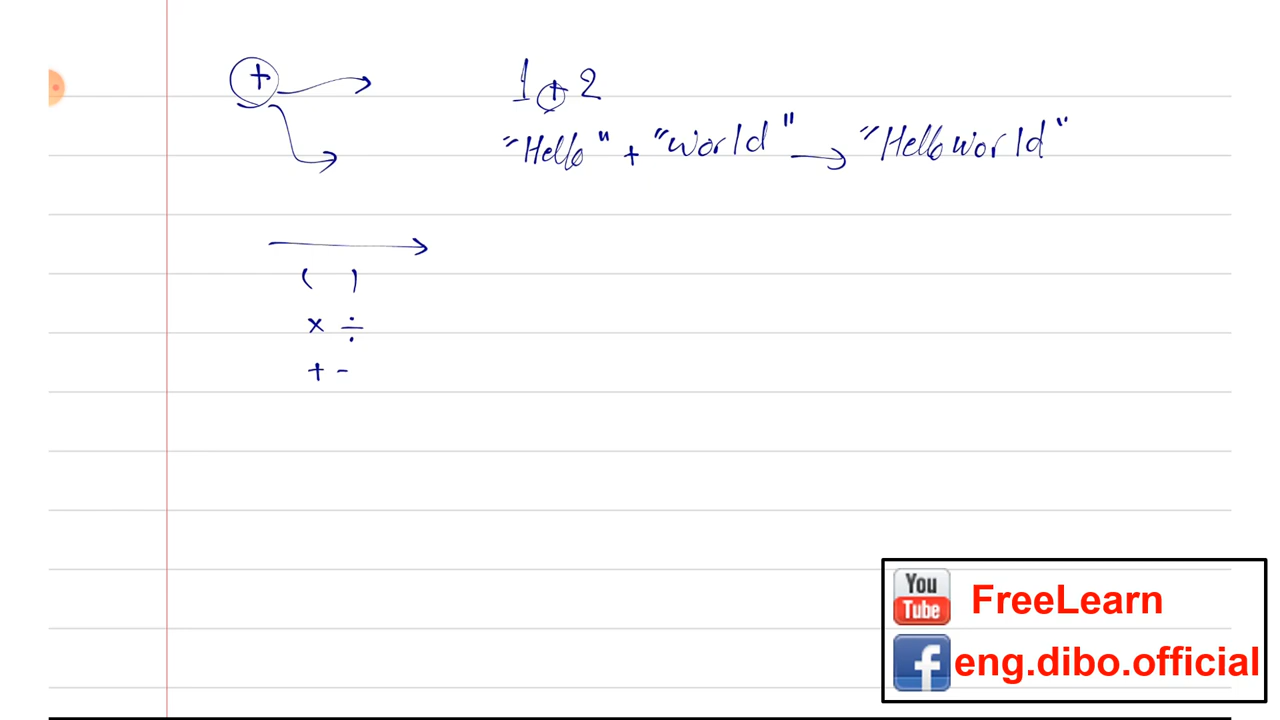 + 1 + 2
"Hello" + "world" → "Helloworld"
→
( )
× ÷
+ -
You Tube FreeLearn
f eng.dibo.official